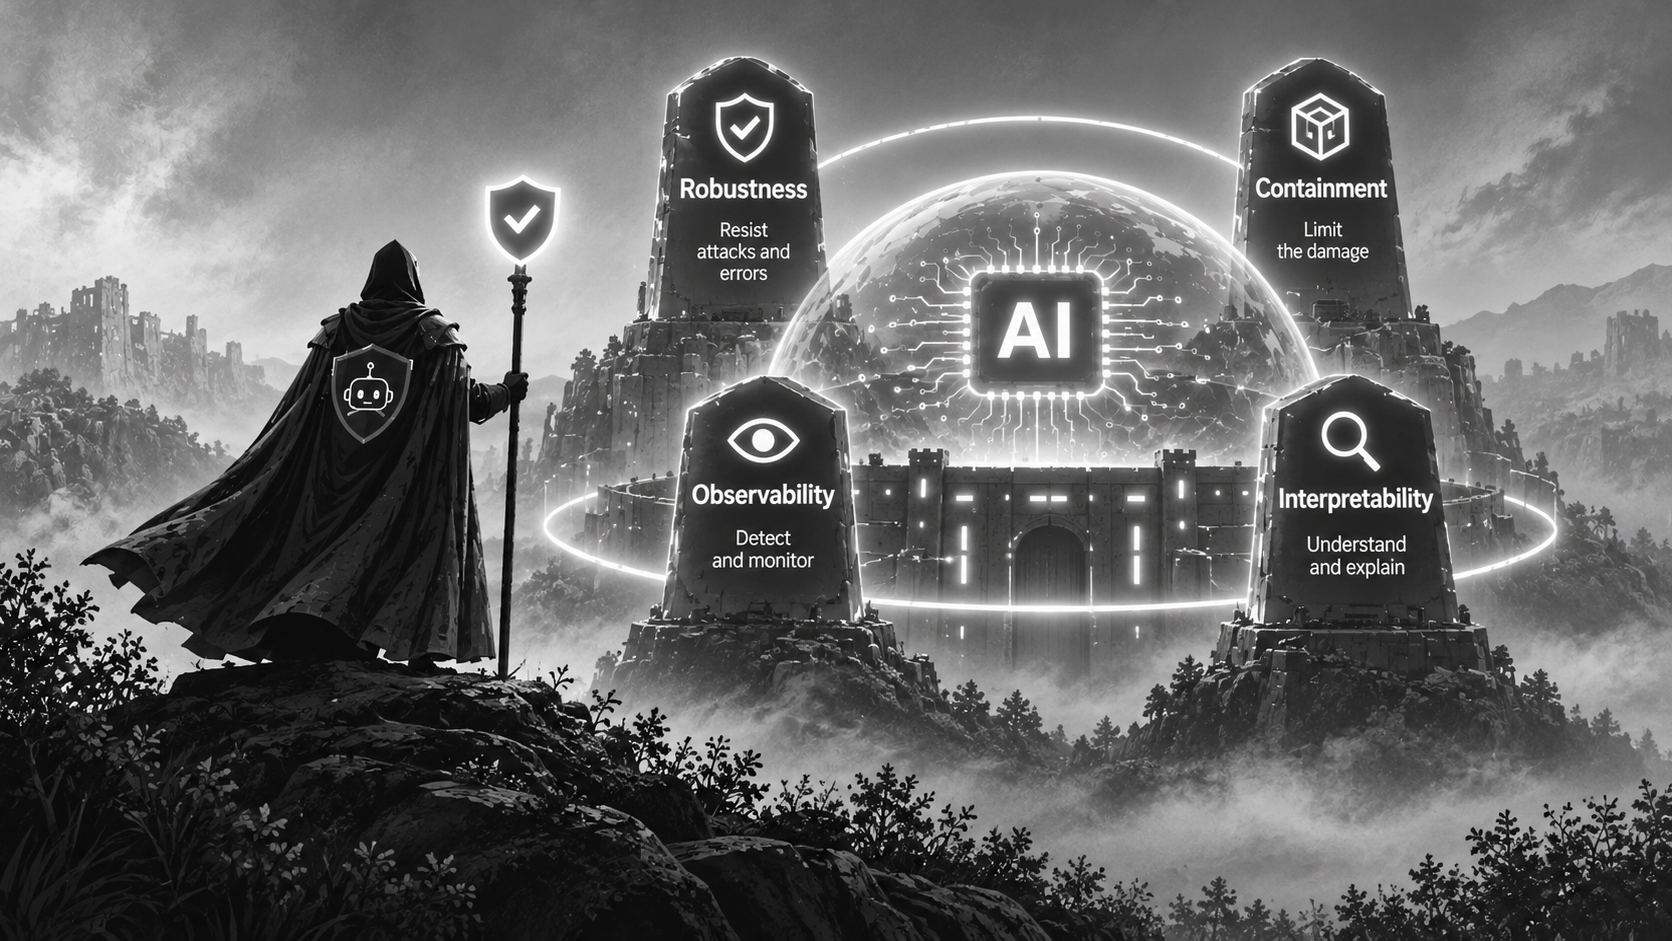 Robustness
Resist
attacks and
errors
Containment
Limit
the damage
AI
Observability
Detect
and monitor
Interpretability
Understand
and explain